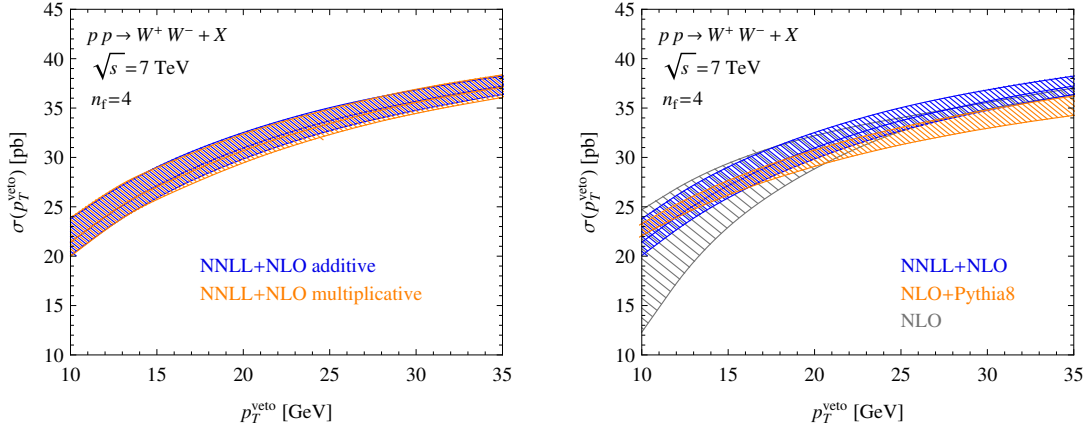 45
40
35
30
25
20
15
10
σ(p_T^veto) [pb]
p p → W⁺ W⁻ + X
√s = 7 TeV
n_f=4
NNLL+NLO additive
NNLL+NLO multiplicative
10 15 20 25 30 35
p_T^veto [GeV]
45
40
35
30
25
20
15
10
σ(p_T^veto) [pb]
p p → W⁺ W⁻ + X
√s = 7 TeV
n_f=4
NNLL+NLO
NLO+Pythia8
NLO
10 15 20 25 30 35
p_T^veto [GeV]